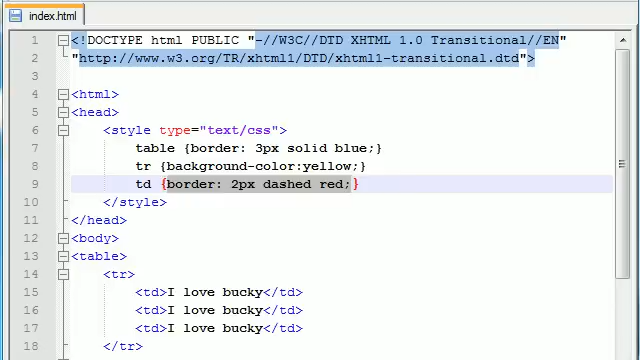 index.html
1 <!DOCTYPE html PUBLIC "-//W3C//DTD XHTML 1.0 Transitional//EN"
2 "http://www.w3.org/TR/xhtml1/DTD/xhtml1-transitional.dtd">
3
4 <html>
5 <head>
6 <style type="text/css">
7 table {border: 3px solid blue;}
8 tr {background-color:yellow;}
9 td {border: 2px dashed red;}
10 </style>
11 </head>
12 <body>
13 <table>
14 <tr>
15 <td>I love bucky</td>
16 <td>I love bucky</td>
17 <td>I love bucky</td>
18 </tr>